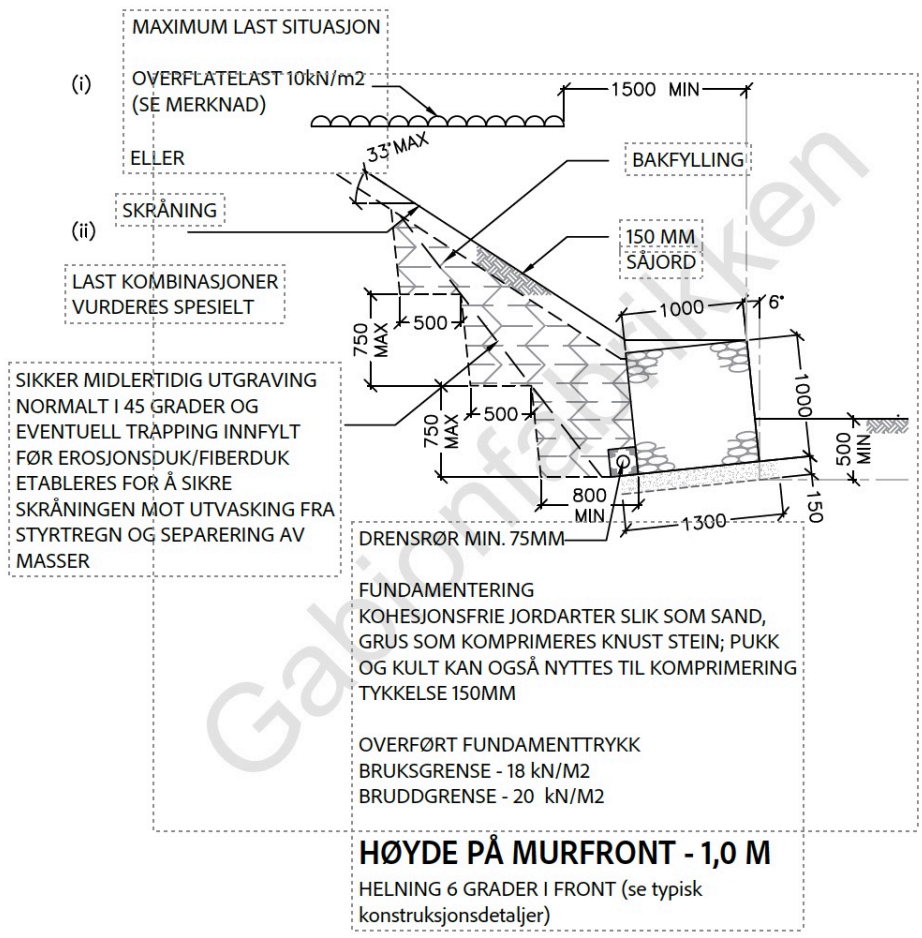 MAXIMUM LAST SITUASJON
(i)
OVERFLATELAST 10kN/m2
(SE MERKNAD)
1500 MIN
ELLER
33° MAX
BAKFYLLING
SKRÅNING
(ii)
150 MM
SÅJORD
LAST KOMBINASJONER
VURDERES SPESIELT
1000
6°
500
750
MAX
1000
SIKKER MIDLERTIDIG UTGRAVING
NORMALT I 45 GRADER OG
EVENTUELL TRAPPING INNFYLT
FØR EROSJONSDUK/FIBERDUK
ETABLERES FOR Å SIKRE
SKRÅNINGEN MOT UTVASKING FRA
STYRTREGN OG SEPARERING AV
MASSER
500
750
MAX
500
MIN
800
MIN
1300
150
DRENSRØR MIN. 75MM
FUNDAMENTERING
KOHESJONSFRIE JORDARTER SLIK SOM SAND,
GRUS SOM KOMPRIMERES KNUST STEIN; PUKK
OG KULT KAN OGSÅ NYTTES TIL KOMPRIMERING
TYKKELSE 150MM
OVERFØRT FUNDAMENTTRYKK
BRUKSGRENSE - 18 kN/M2
BRUDDGRENSE - 20 kN/M2
HØYDE PÅ MURFRONT - 1,0 M
HELNING 6 GRADER I FRONT (se typisk
konstruksjonsdetaljer)
Gabionfabrikken